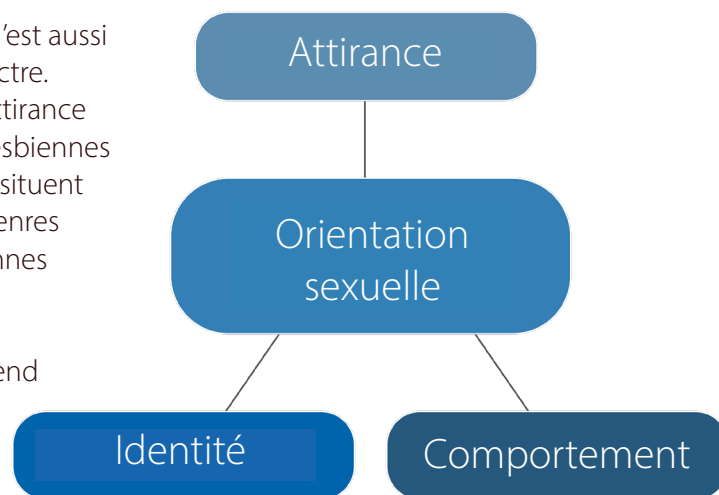 ’est aussi
ctre.
ttirance
sbiennes
situent
enres
nnes
end
Attirance
Orientation
sexuelle
Identité
Comportement